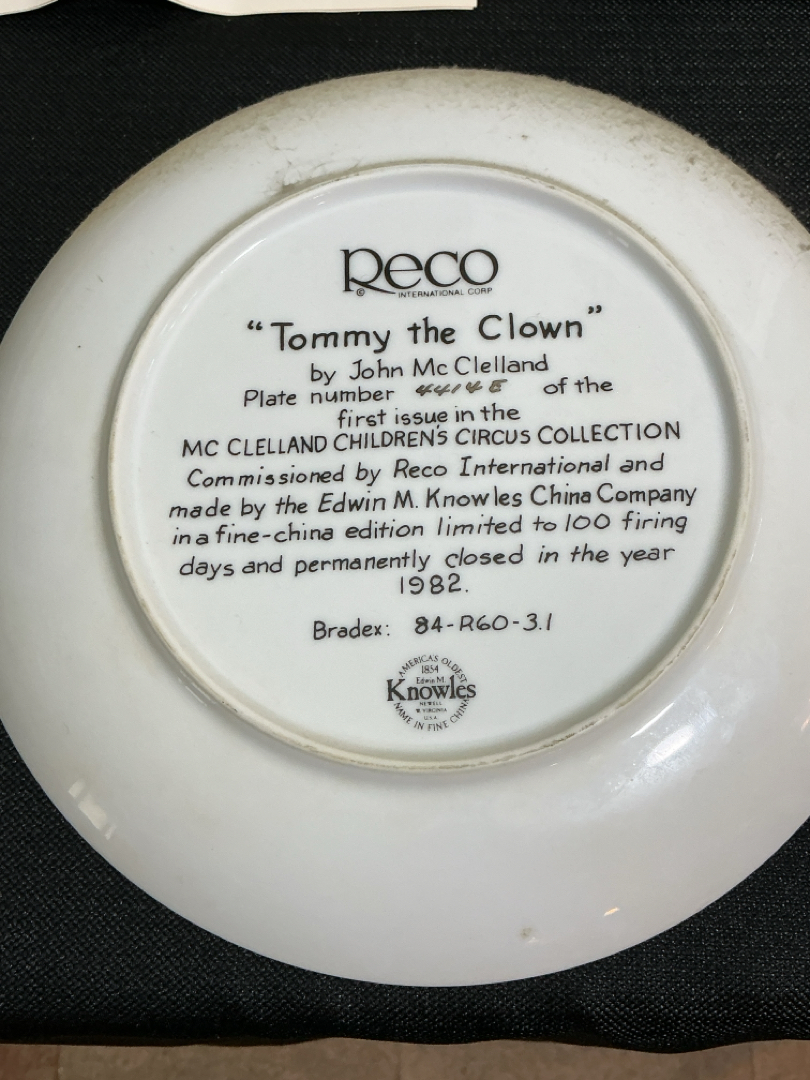 Reco
© INTERNATIONAL CORP
"Tommy the Clown"
by John McClelland
Plate number 4414E of the
first issue in the
MC CLELLAND CHILDREN'S CIRCUS COLLECTION
Commissioned by Reco International and
made by the Edwin M. Knowles China Company
in a fine-china edition limited to 100 firing
days and permanently closed in the year
1982.
Bradex: 84-R60-3.1
AMERICA'S OLDEST
1854
Edwin M.
Knowles
NEWELL
W. VIRGINIA
U.S.A.
NAME IN FINE CHINA